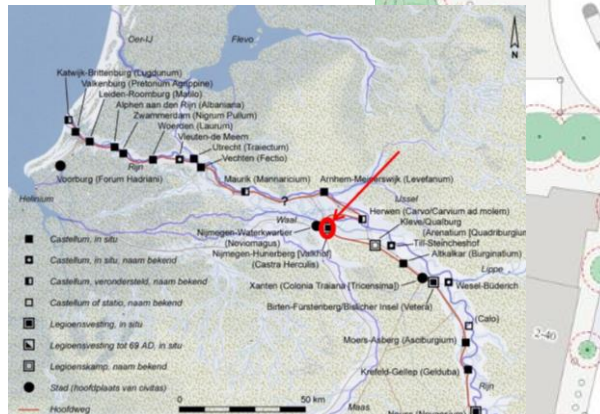 Oer-IJ
Flevo
N
Katwijk-Brittenburg (Lugdunum)
Valkenburg (Pretorium Agrippine)
Leiden-Roomburg (Matilo)
Alphen aan den Rijn (Albaniana)
Zwammerdam (Nigrum Pullum)
Woerden (Laurum)
Vleuten-de Meern
Utrecht (Traiectum)
Vechten (Fectio)
Rijn
Voorburg (Forum Hadriani)
Maurik (Mannaricium)
Arnhem-Meinerswijk (Levefanum)
?
IJssel
Helinium
Waal
Herwen (Carvo/Carvium ad molem)
Kleve/Qualburg
(Arenatium [Quadriburgium
Nijmegen-Waterkwartier
(Noviomagus)
Till-Steincheshof
Nijmegen-Hunerberg [Valkhof]
(Castra Herculis)
Altkalkar (Burginatium)
Lippe
Xanten (Colonia Traiana (Tricensima])
Wesel-Büderich
Birten-Fürstenberg/Bislicher Insel (Vetera)
(Calo)
Moers-Asberg (Asciburgium)
Krefeld-Gellep (Gelduba)
Rijn
Maas
Castellum, in situ
Castellum, in situ, naam bekend
Castellum, verondersteld, naam bekend
Castellum of statio, naam bekend
Legioensvesting, in situ
Legioensvesting tot 69 AD, in situ
Legioenskamp, naam bekend
Stad (hoofdplaats van civitas)
Hoofdweg
0
50 km
2-40